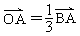 OA⃗ = 1/3 BA⃗